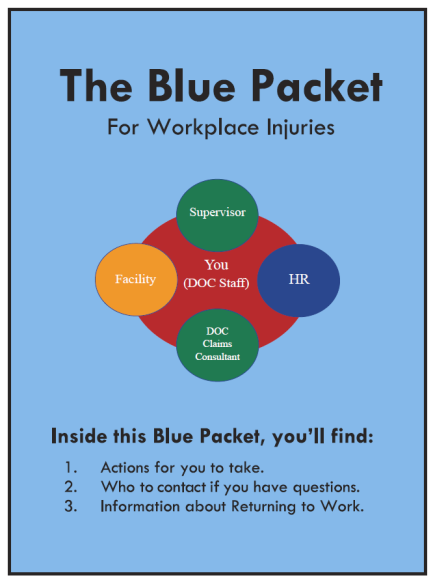 The Blue Packet
For Workplace Injuries
Supervisor
Facility
You
(DOC Staff)
HR
DOC
Claims
Consultant
Inside this Blue Packet, you'll find:
1. Actions for you to take.
2. Who to contact if you have questions.
3. Information about Returning to Work.